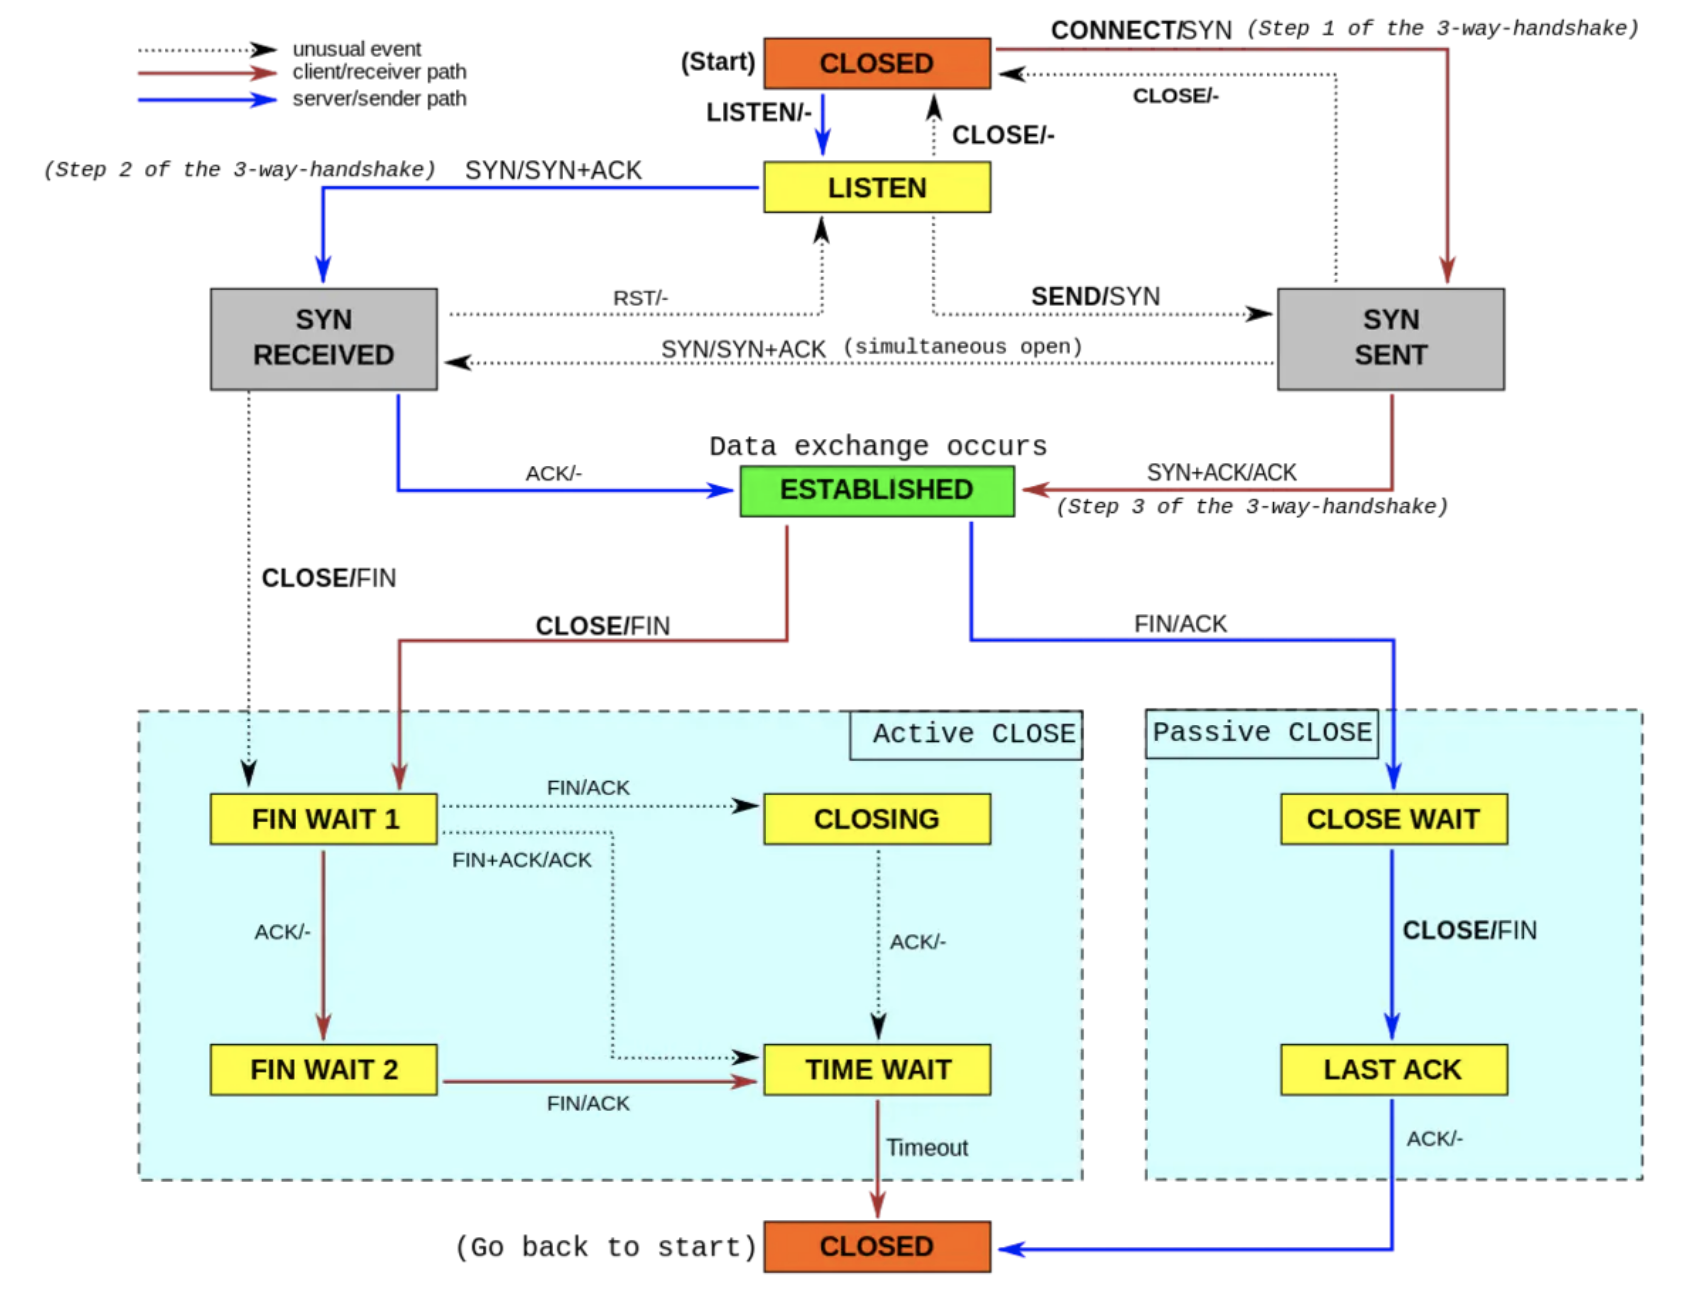 unusual event
client/receiver path
server/sender path
(Start)
CLOSED
CONNECT/SYN (Step 1 of the 3-way-handshake)
CLOSE/-
LISTEN/-
CLOSE/-
(Step 2 of the 3-way-handshake) SYN/SYN+ACK
LISTEN
SYN
RECEIVED
RST/-
SEND/SYN
SYN
SENT
SYN/SYN+ACK (simultaneous open)
Data exchange occurs
ACK/-
ESTABLISHED
SYN+ACK/ACK
(Step 3 of the 3-way-handshake)
CLOSE/FIN
CLOSE/FIN
FIN/ACK
Active CLOSE
Passive CLOSE
FIN WAIT 1
FIN/ACK
CLOSING
CLOSE WAIT
FIN+ACK/ACK
ACK/-
ACK/-
CLOSE/FIN
FIN WAIT 2
TIME WAIT
LAST ACK
FIN/ACK
Timeout
ACK/-
(Go back to start)
CLOSED